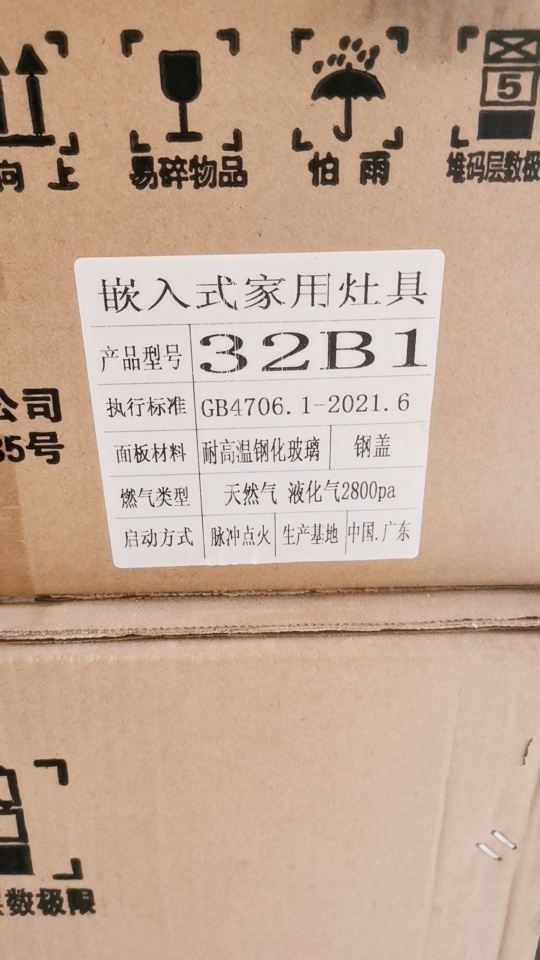 向 上
易碎物品
怕 雨
5
堆码层数极
嵌入式家用灶具
产品型号 32B1
公司
执行标准 GB4706.1-2021.6
35号
面板材料 耐高温钢化玻璃 钢盖
燃气类型 天然气 液化气2800pa
启动方式 脉冲点火 生产基地 中国.广东
数极限